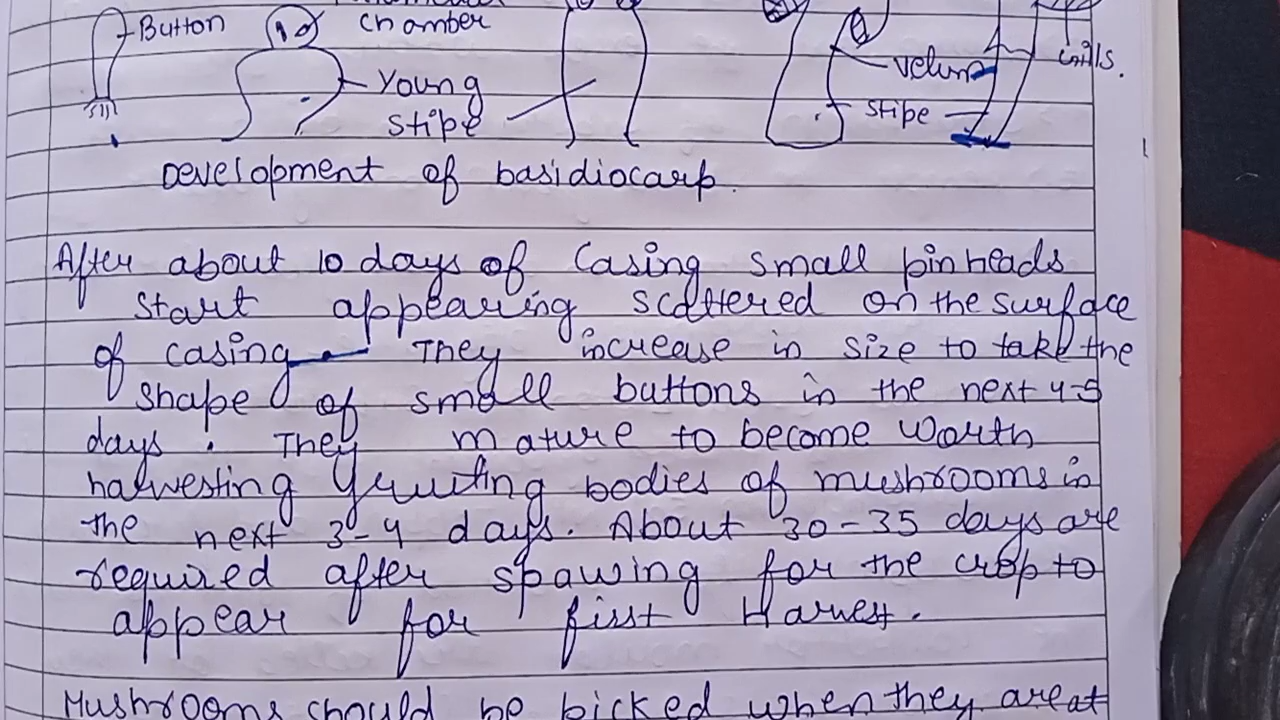 Button
chamber
Young
stipe
velum
stipe
Gills.
Development of basidiocarp.
After about 10 days of Casing small pinheads
start appearing scattered on the surface
of casing. They increase in size to take the
shape of small buttons in the next 4-5
days. They mature to become worth
harvesting fruiting bodies of mushrooms in
the next 3-4 days. About 30-35 days are
required after spawing for the crop to
appear for first Harvest.
Mushrooms should be picked when they are at